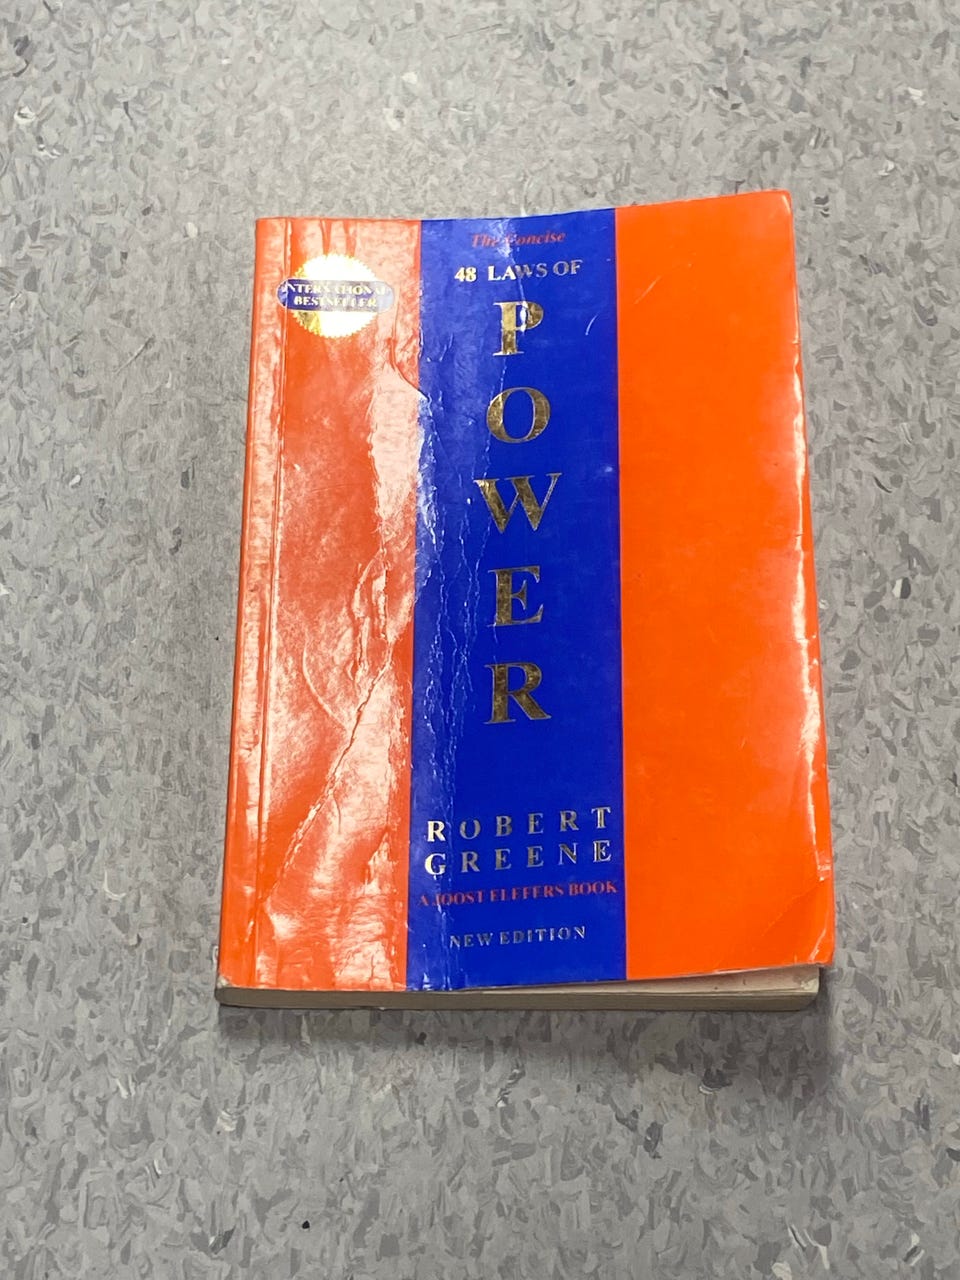 INTERNATIONAL
BESTSELLER
The Concise
48 LAWS OF
POWER
ROBERT
GREENE
A JOOST ELFFERS BOOK
NEW EDITION